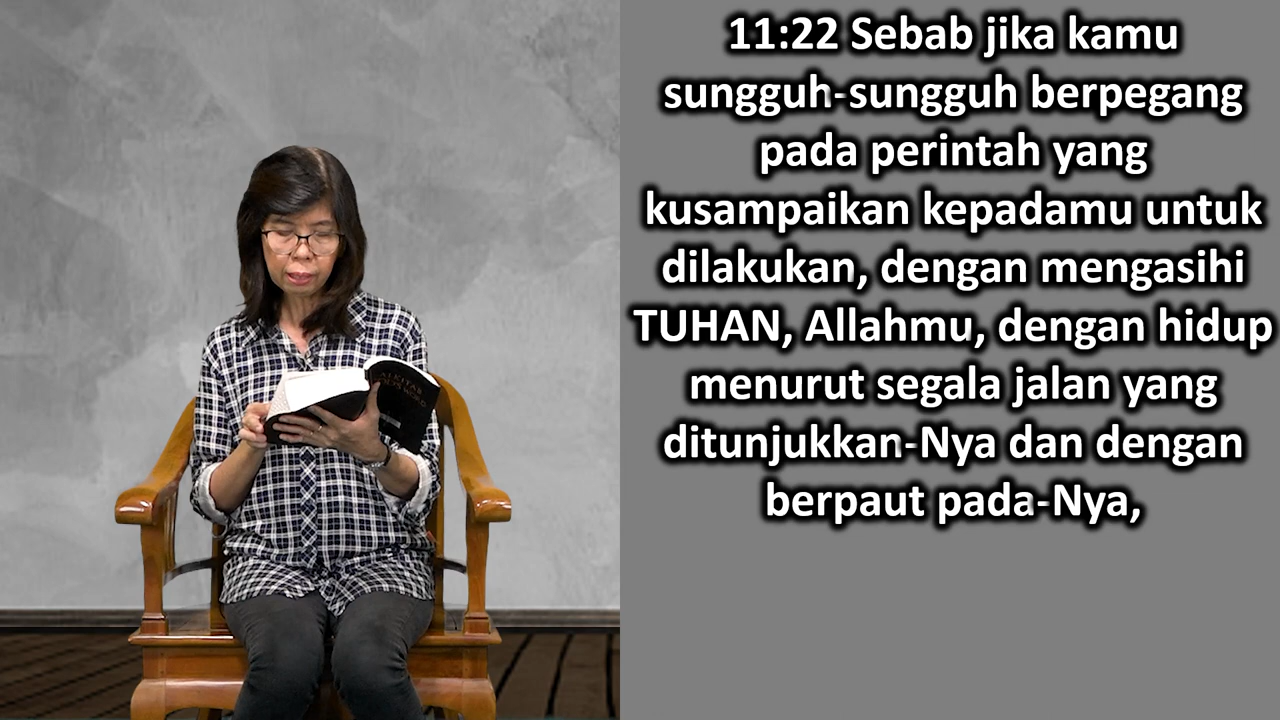 11:22 Sebab jika kamu
sungguh-sungguh berpegang
pada perintah yang
kusampaikan kepadamu untuk
dilakukan, dengan mengasihi
TUHAN, Allahmu, dengan hidup
menurut segala jalan yang
ditunjukkan-Nya dan dengan
berpaut pada-Nya,
ALKITAB